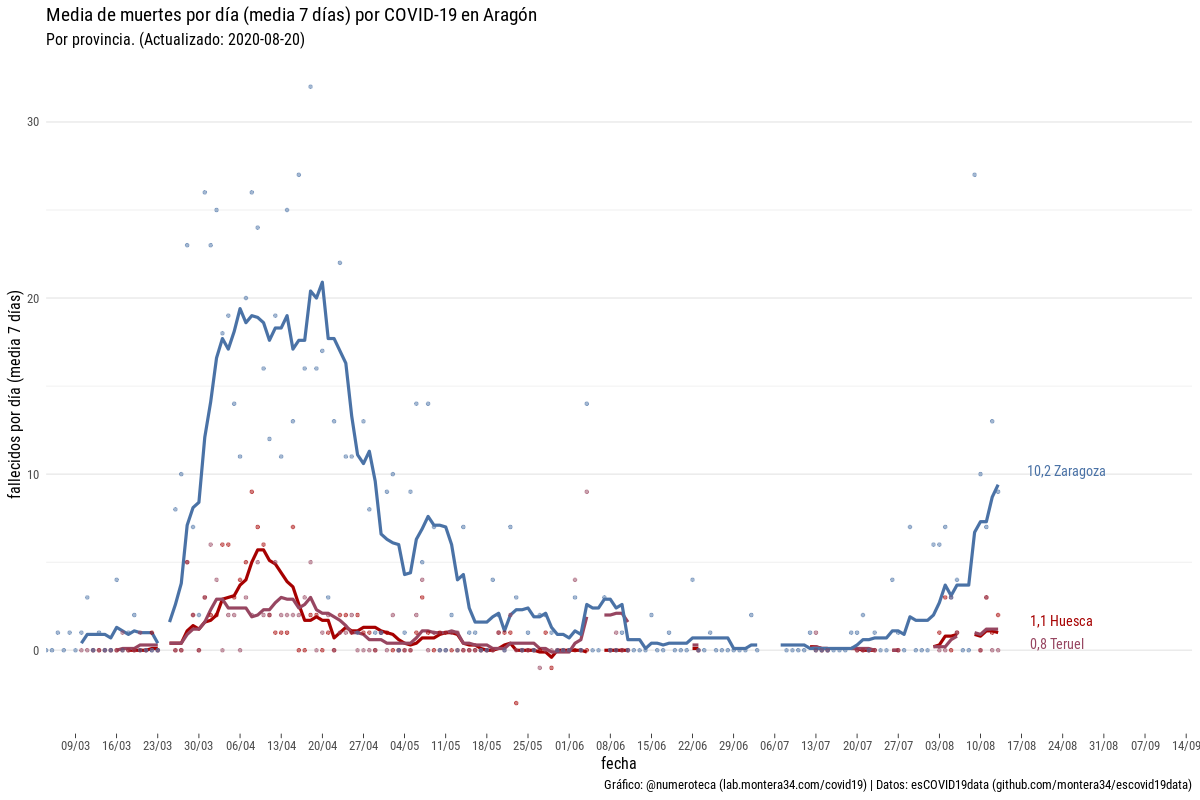 Media de muertes por día (media 7 días) por COVID-19 en Aragón
Por provincia. (Actualizado: 2020-08-20)
fallecidos por día (media 7 días)
30
20
10
0
10,2 Zaragoza
1,1 Huesca
0,8 Teruel
09/03 16/03 23/03 30/03 06/04 13/04 20/04 27/04 04/05 11/05 18/05 25/05 01/06 08/06 15/06 22/06 29/06 06/07 13/07 20/07 27/07 03/08 10/08 17/08 24/08 31/08 07/09 14/09
fecha
Gráfico: @numeroteca (lab.montera34.com/covid19) | Datos: esCOVID19data (github.com/montera34/escovid19data)